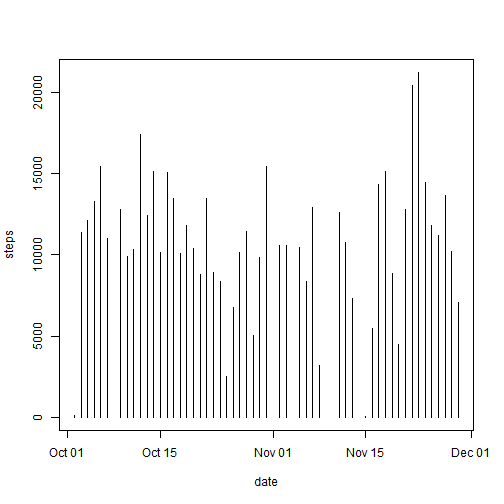 20000
15000
10000
5000
0
steps
Oct 01
Oct 15
Nov 01
Nov 15
Dec 01
date